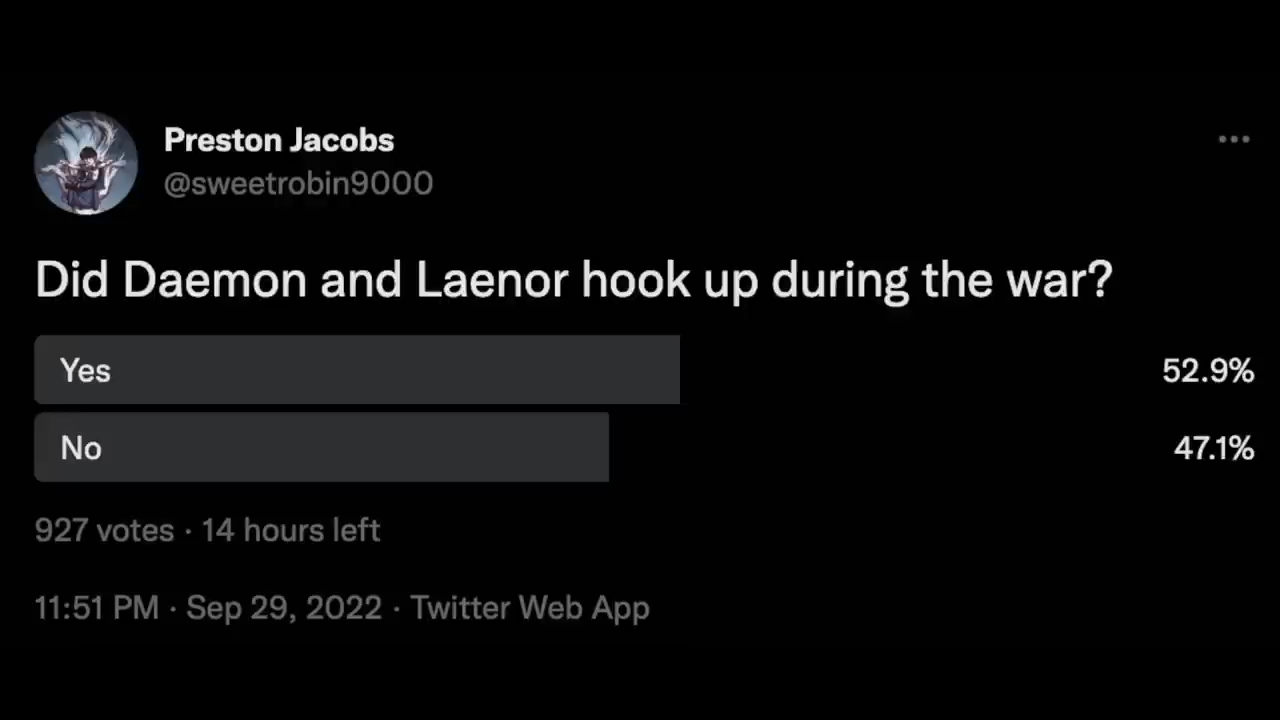 Preston Jacobs
@sweetrobin9000
Did Daemon and Laenor hook up during the war?
Yes 52.9%
No 47.1%
927 votes · 14 hours left
11:51 PM · Sep 29, 2022 · Twitter Web App